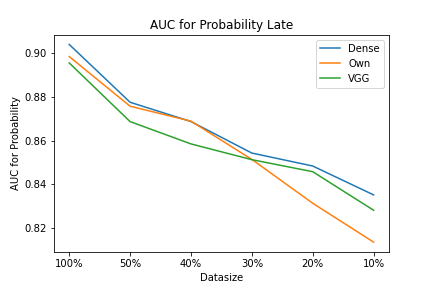 AUC for Probability Late
Dense
Own
VGG
AUC for Probability
0.90
0.88
0.86
0.84
0.82
100% 50% 40% 30% 20% 10%
Datasize